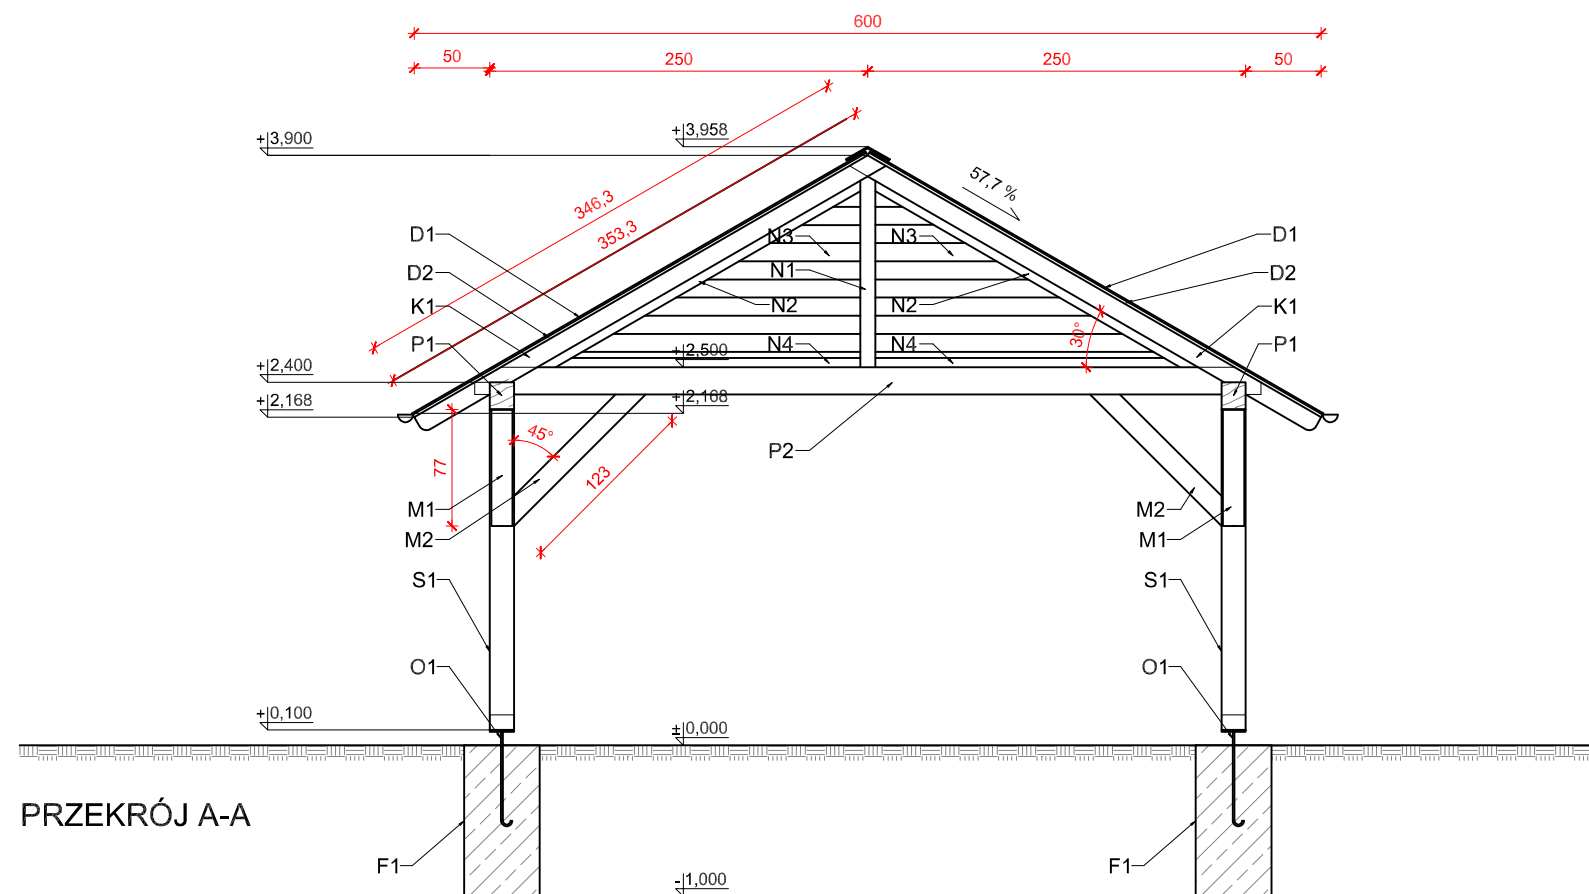 600
50
250
250
50
+3,900
+3,958
57,7 %
346,3
353,3
D1
N3
N3
D1
D2
N1
D2
K1
N2
N2
K1
P1
N4
N4
30°
P1
+2,400
+2,500
+2,168
+2,168
45°
77
123
P2
M1
M2
M2
M1
S1
S1
O1
O1
+0,100
±0,000
PRZEKRÓJ A-A
F1
F1
-1,000